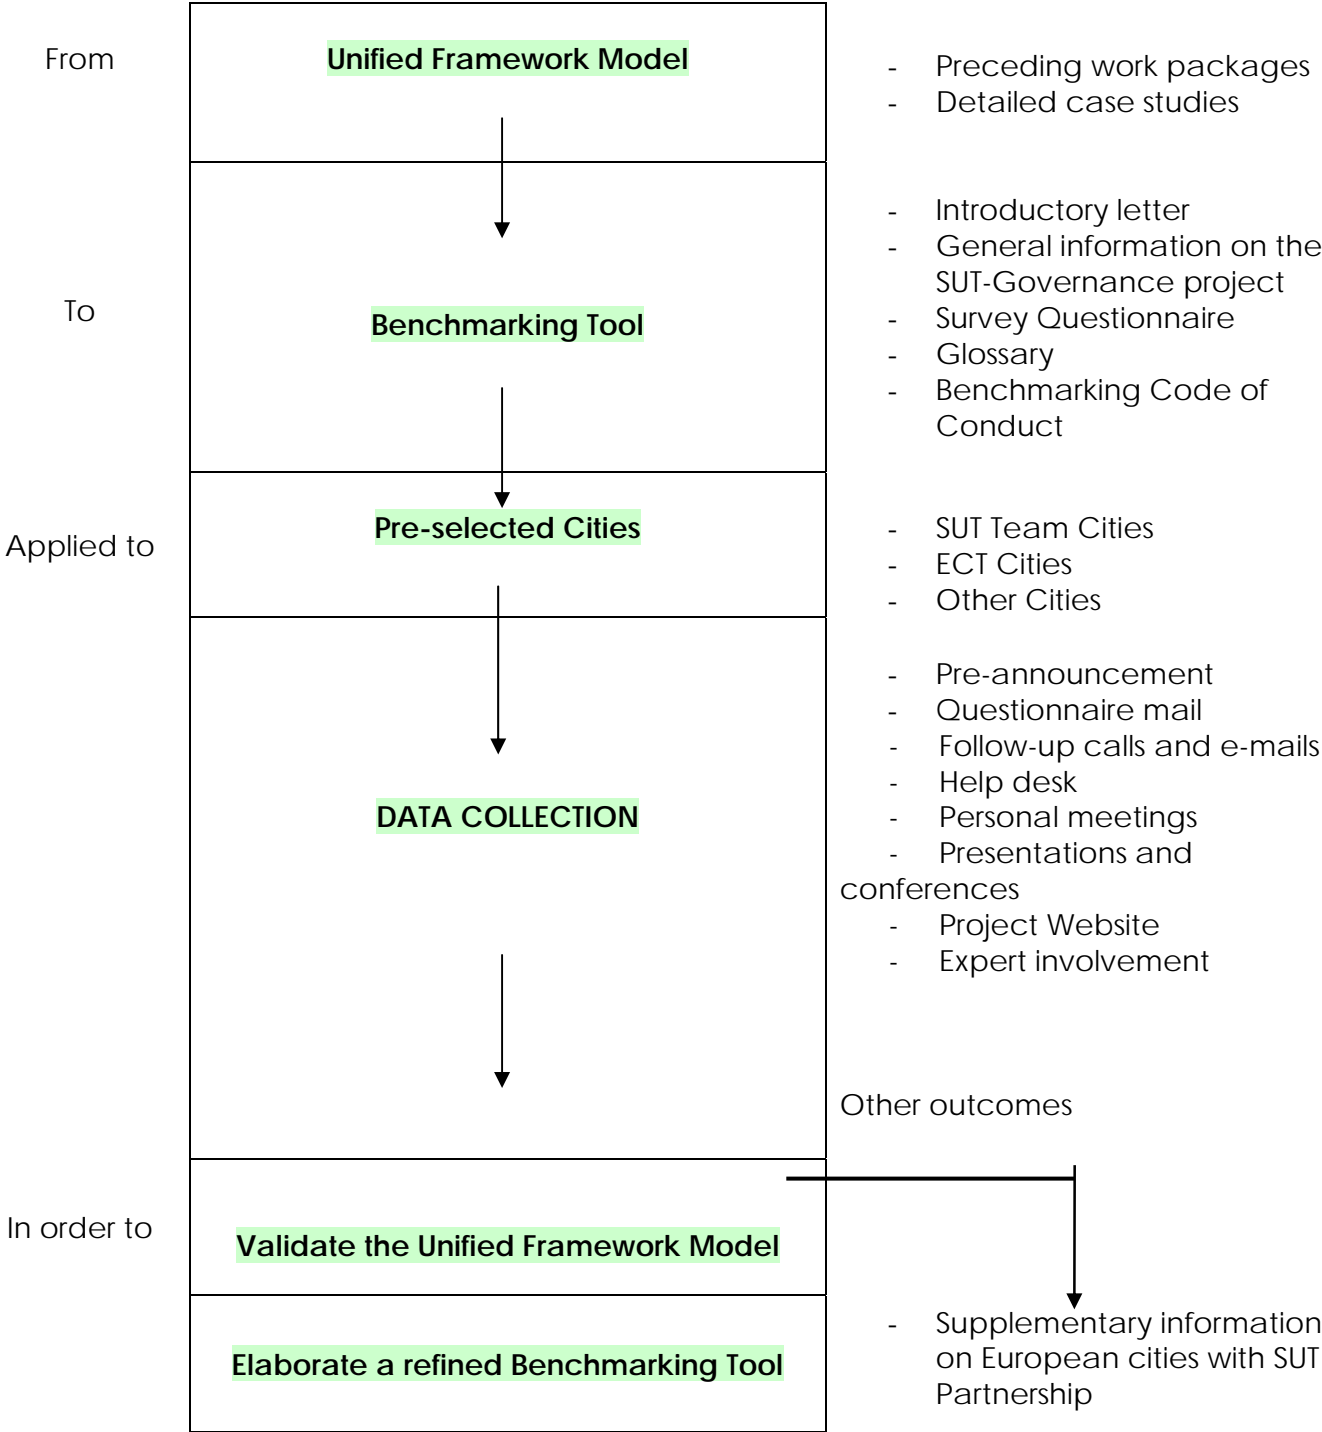 From
Unified Framework Model
- Preceding work packages
- Detailed case studies
To
Benchmarking Tool
- Introductory letter
- General information on the
SUT-Governance project
- Survey Questionnaire
- Glossary
- Benchmarking Code of
Conduct
Applied to
Pre-selected Cities
- SUT Team Cities
- ECT Cities
- Other Cities
DATA COLLECTION
- Pre-announcement
- Questionnaire mail
- Follow-up calls and e-mails
- Help desk
- Personal meetings
- Presentations and
conferences
- Project Website
- Expert involvement
Other outcomes
In order to
Validate the Unified Framework Model
Elaborate a refined Benchmarking Tool
- Supplementary information
on European cities with SUT
Partnership